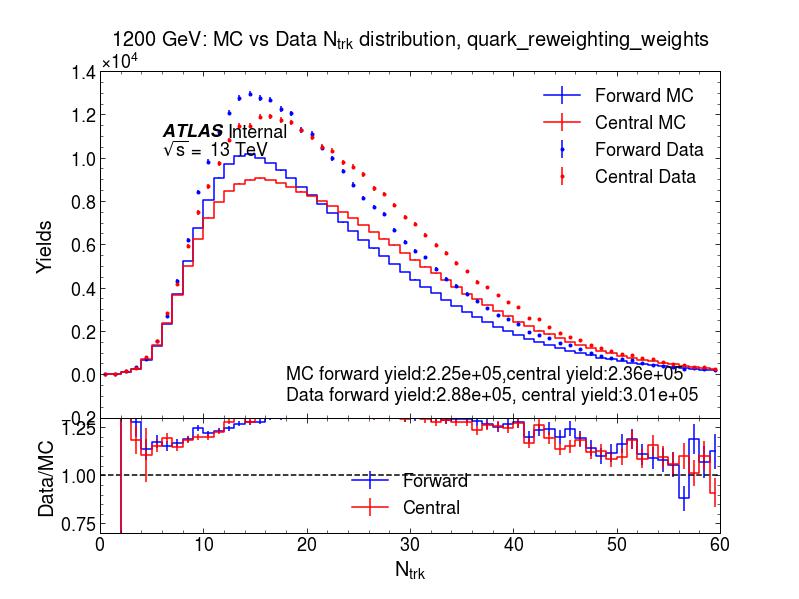 1200 GeV: MC vs Data Ntrk distribution, quark_reweighting_weights
×10⁴
1.4
1.2
1.0
0.8
0.6
0.4
0.2
0.0
0.2
Yields
ATLAS Internal
√s = 13 TeV
Forward MC
Central MC
Forward Data
Central Data
MC forward yield:2.25e+05,central yield:2.36e+05
Data forward yield:2.88e+05, central yield:3.01e+05
1.25
1.00
0.75
Data/MC
Forward
Central
0 10 20 30 40 50 60
Ntrk